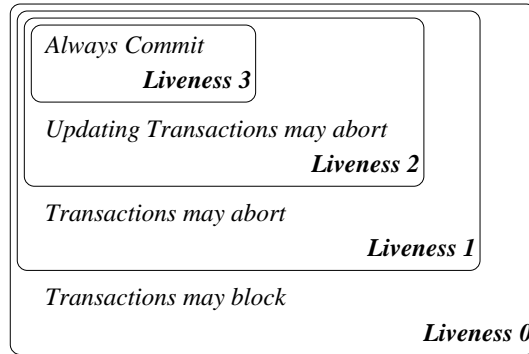 Always Commit
Liveness 3
Updating Transactions may abort
Liveness 2
Transactions may abort
Liveness 1
Transactions may block
Liveness 0